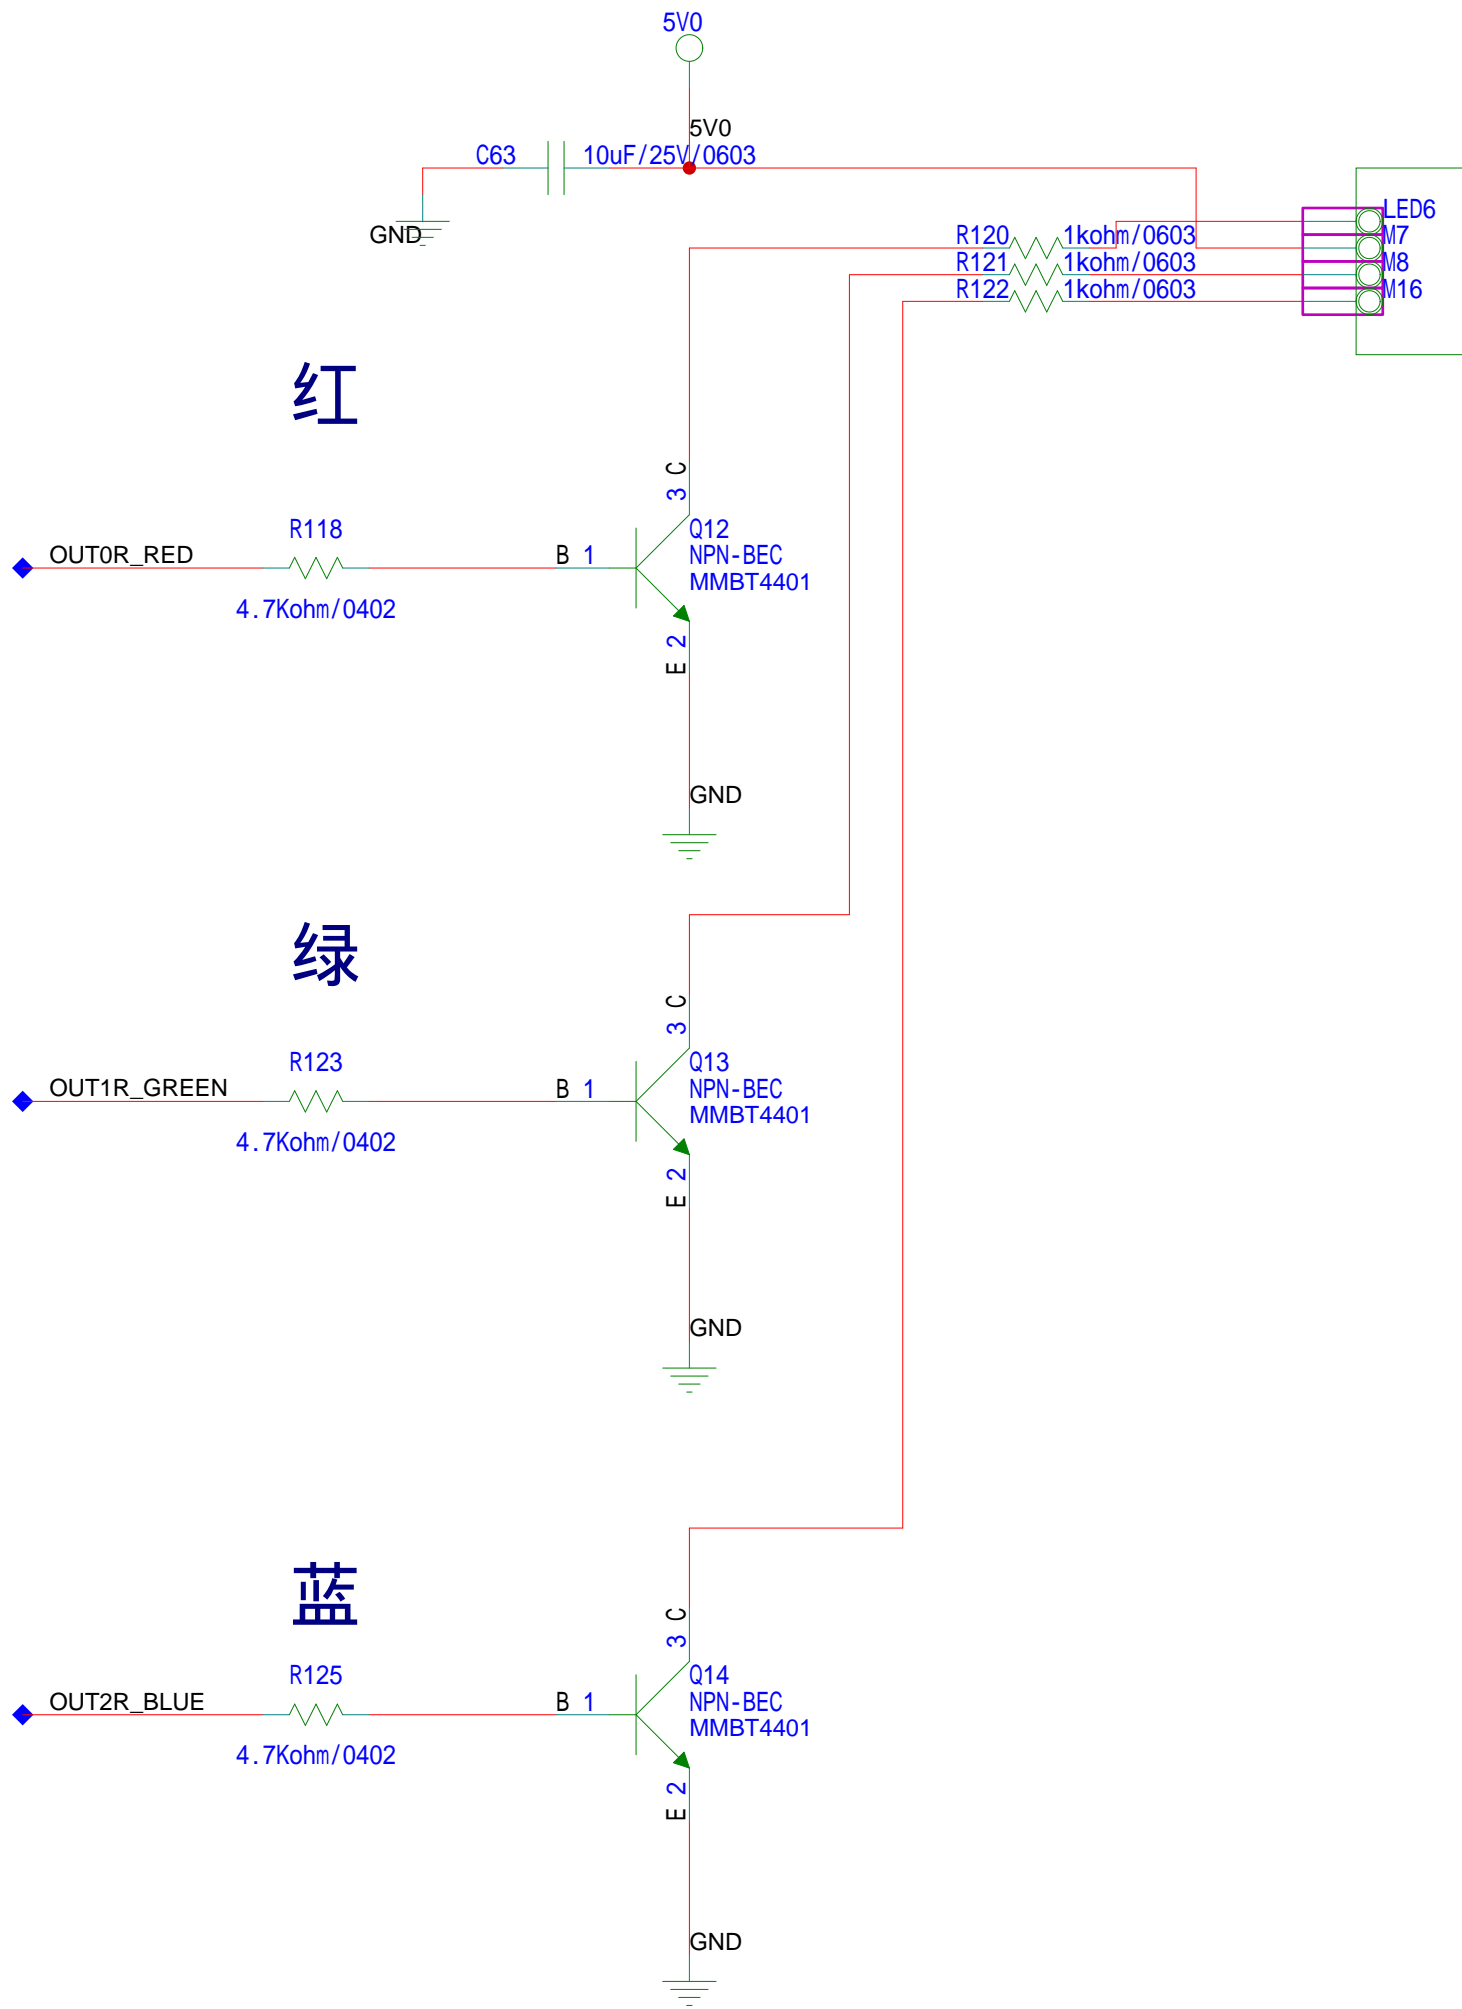 5V0
5V0
C63
10uF/25V/0603
GND
LED6
R120
1kohm/0603
M7
R121
1kohm/0603
M8
R122
1kohm/0603
M16
红
3 C
OUT0R_RED
R118
4.7Kohm/0402
B 1
Q12
NPN-BEC
MMBT4401
E 2
GND
绿
3 C
OUT1R_GREEN
R123
4.7Kohm/0402
B 1
Q13
NPN-BEC
MMBT4401
E 2
GND
蓝
3 C
OUT2R_BLUE
R125
4.7Kohm/0402
B 1
Q14
NPN-BEC
MMBT4401
E 2
GND